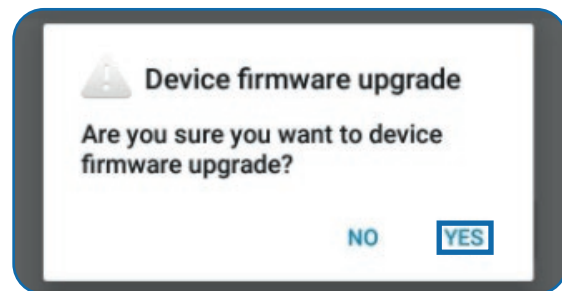 Device firmware upgrade
Are you sure you want to device
firmware upgrade?
NO YES